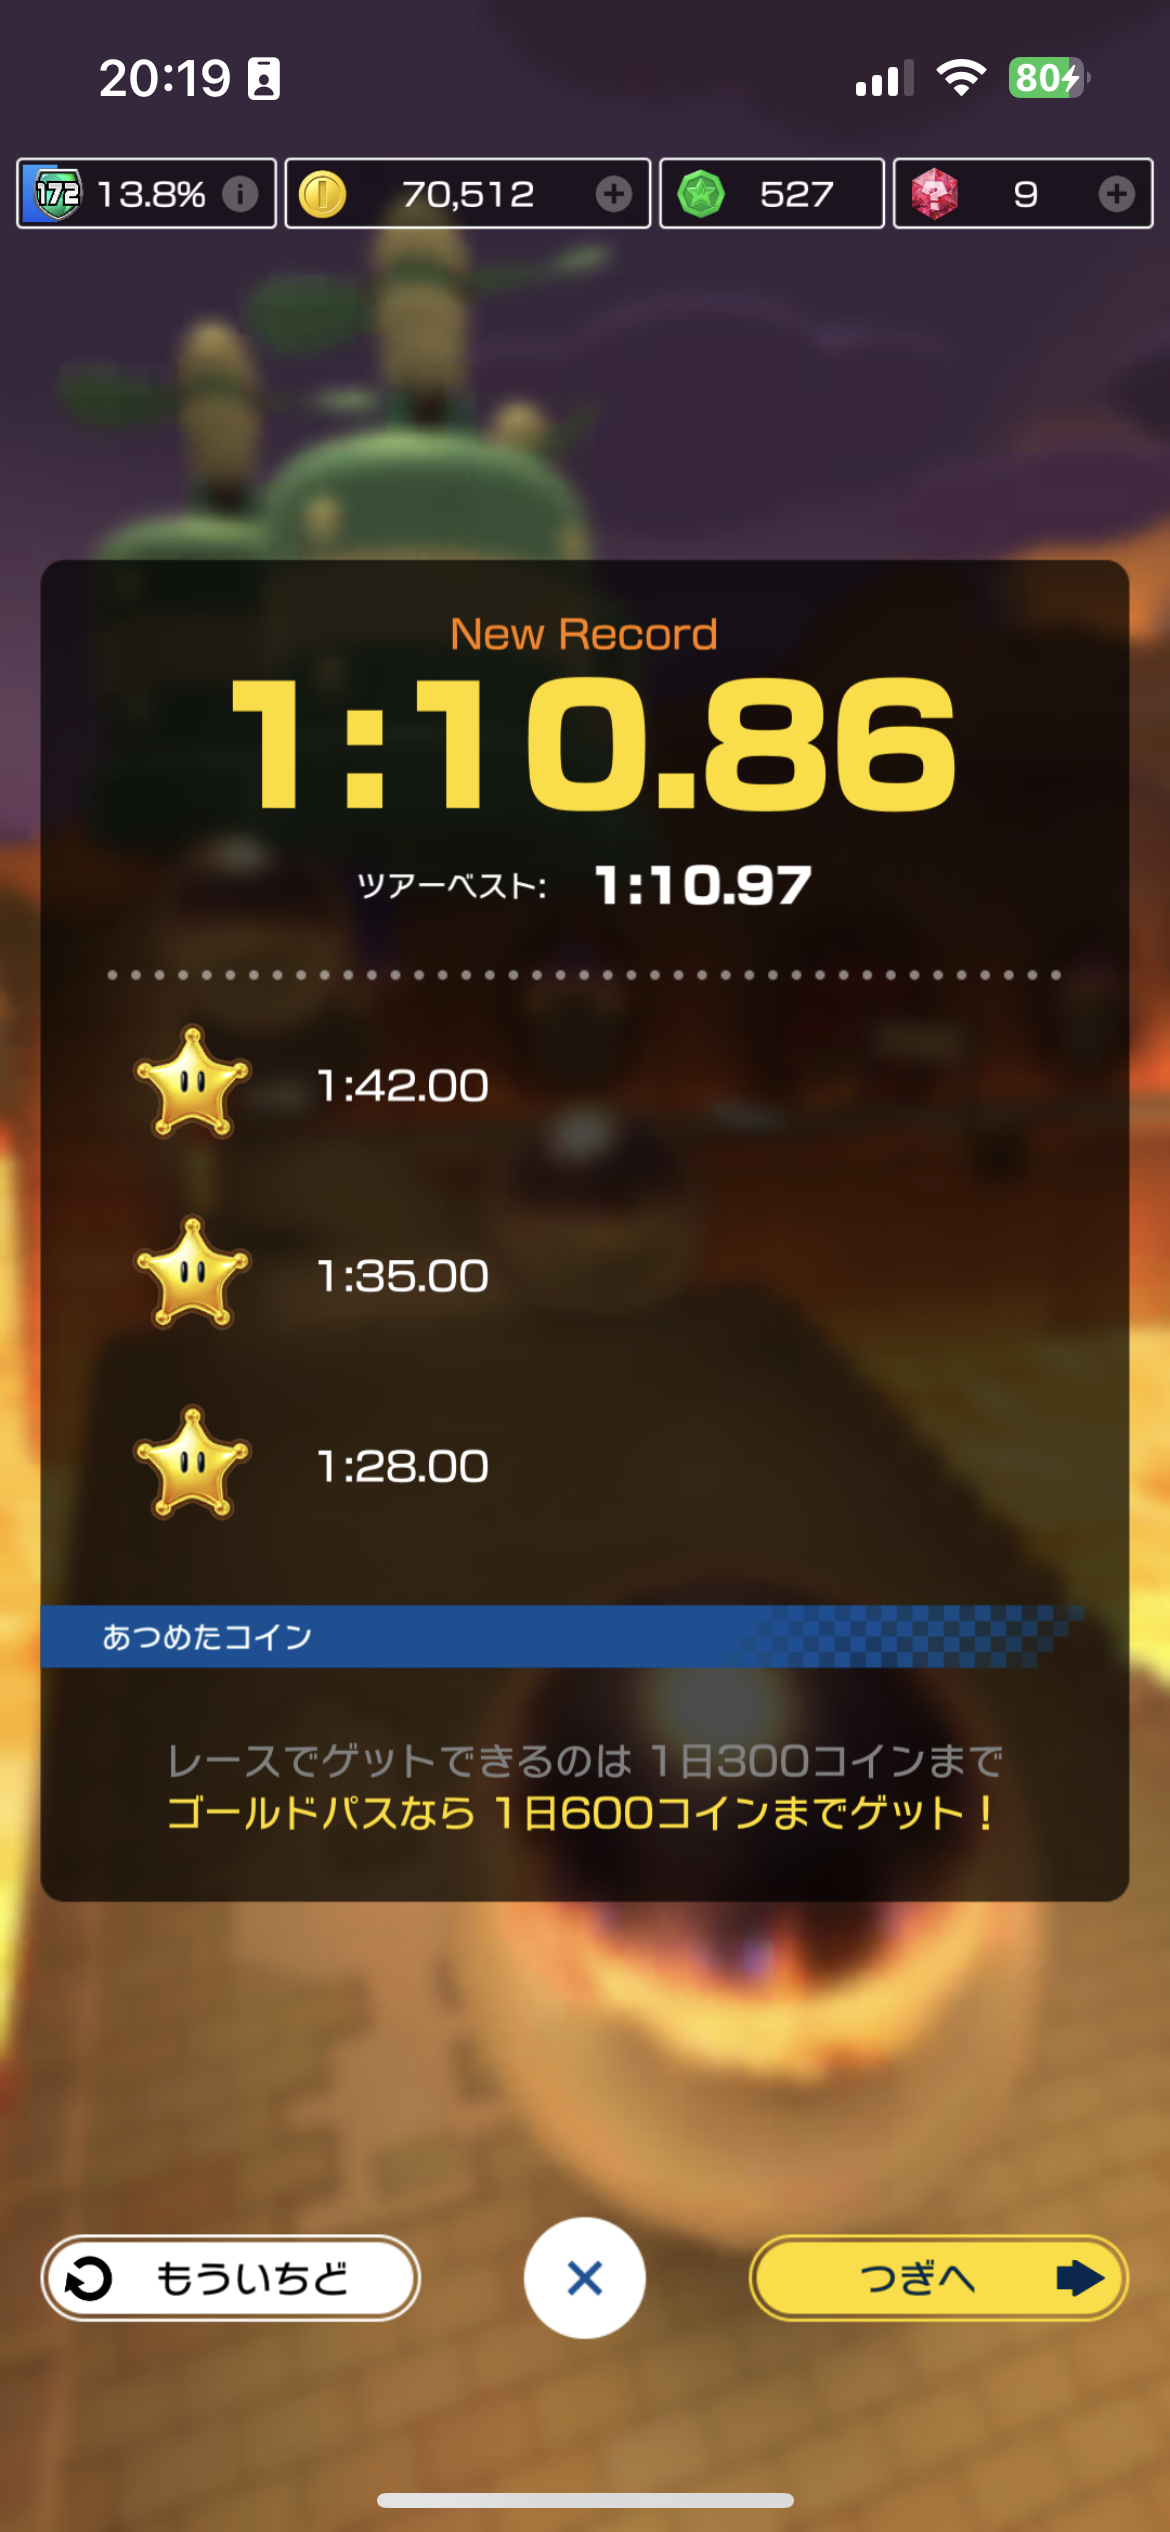 20:19
80
172 13.8% i 70,512 + 527 ? 9 +
New Record
1:10.86
ツアーベスト: 1:10.97
1:42.00
1:35.00
1:28.00
あつめたコイン
レースでゲットできるのは 1日300コインまで
ゴールドパスなら 1日600コインまでゲット！
もういちど
×
つぎへ